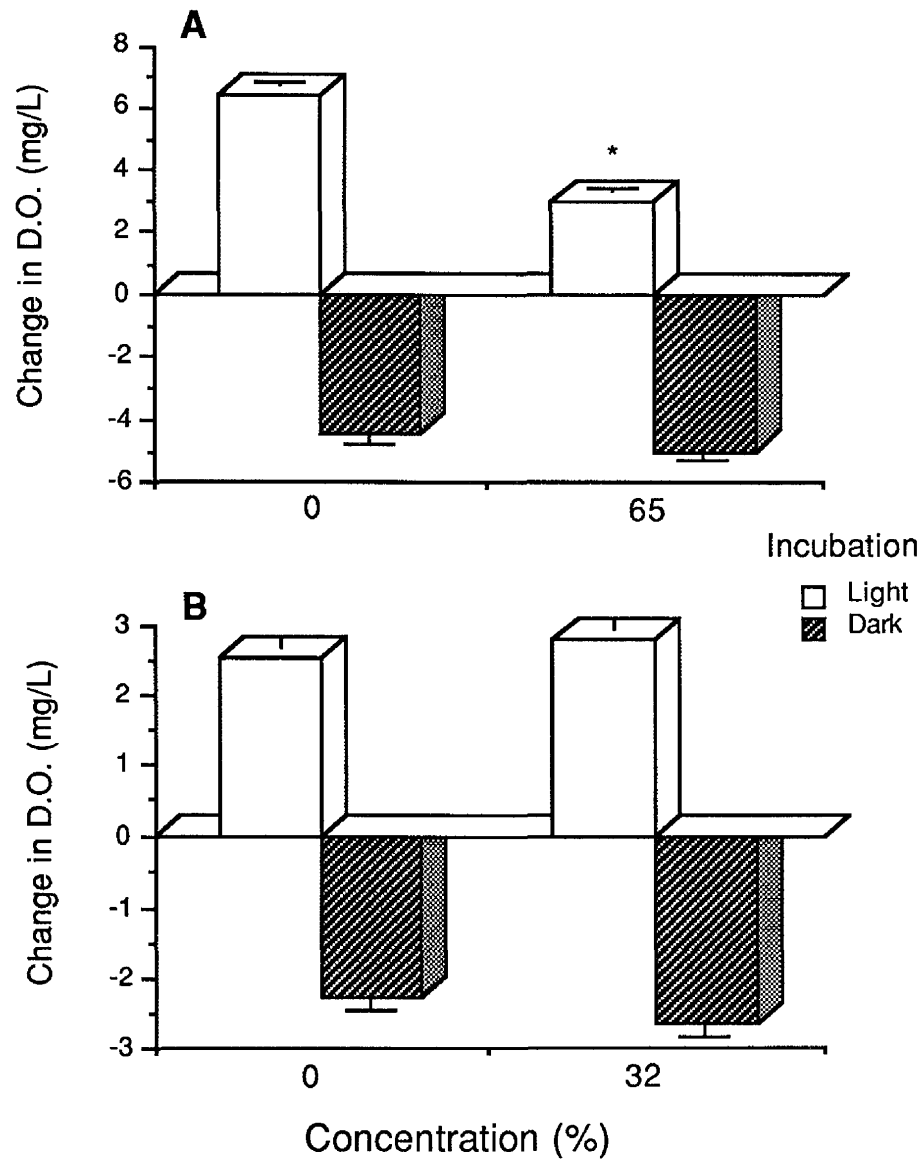 A
Change in D.O. (mg/L)
8
6
4
2
0
-2
-4
-6
*
0 65
Incubation
Light
Dark
B
Change in D.O. (mg/L)
3
2
1
0
-1
-2
-3
0 32
Concentration (%)